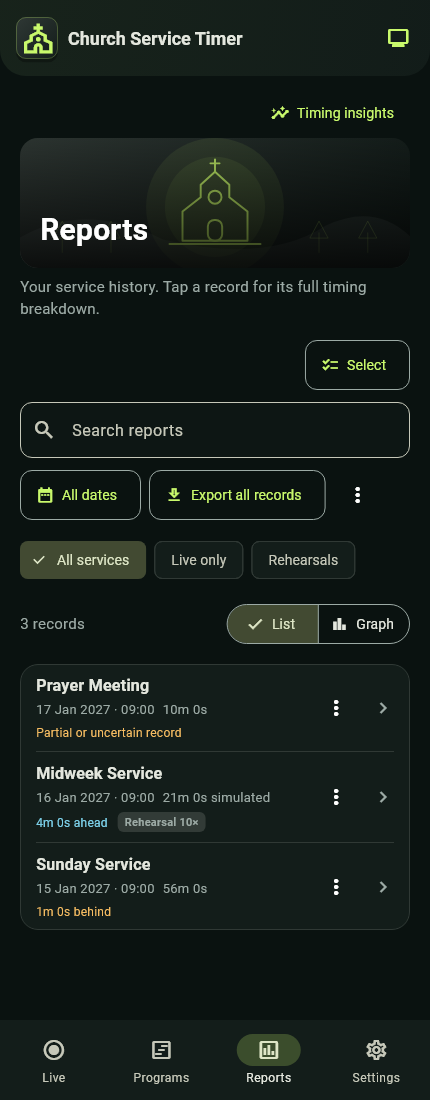 Church Service Timer
Timing insights
Reports
Your service history. Tap a record for its full timing
breakdown.
Select
Search reports
All dates
Export all records
All services
Live only
Rehearsals
3 records
List
Graph
Prayer Meeting
17 Jan 2027 · 09:00 10m 0s
Partial or uncertain record
Midweek Service
16 Jan 2027 · 09:00 21m 0s simulated
4m 0s ahead Rehearsal 10×
Sunday Service
15 Jan 2027 · 09:00 56m 0s
1m 0s behind
Live
Programs
Reports
Settings